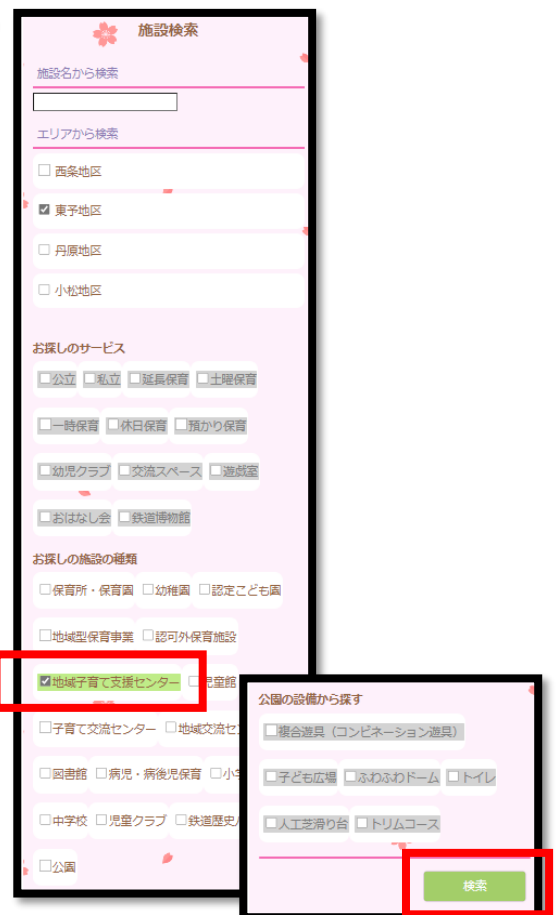 施設検索
施設名から検索
エリアから検索
西条地区
東予地区
丹原地区
小松地区
お探しのサービス
公立 私立 延長保育 土曜保育
一時保育 休日保育 預かり保育
幼児クラブ 交流スペース 遊戯室
おはなし会 鉄道博物館
お探しの施設の種類
保育所・保育園 幼稚園 認定こども園
地域型保育事業 認可外保育施設
地域子育て支援センター 児童館
子育て交流センター 地域交流セ
図書館 病児・病後児保育 小
中学校 児童クラブ 鉄道歴史
公園
公園の設備から探す
複合遊具（コンビネーション遊具）
子ども広場 ふわふわドーム トイレ
人工芝滑り台 トリムコース
検索